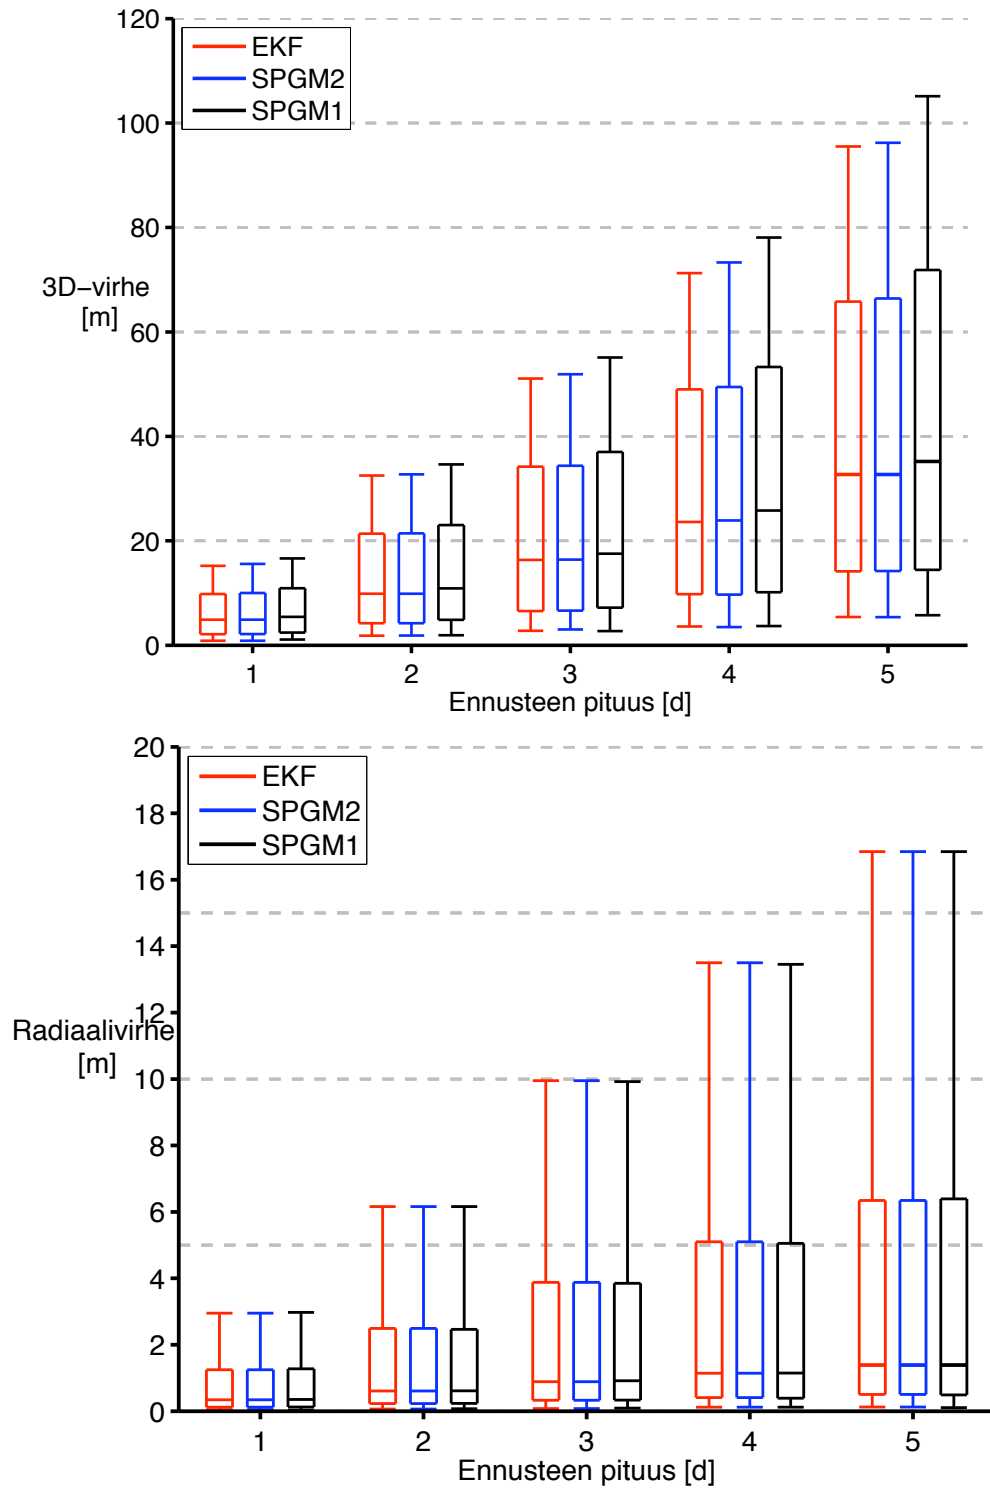 120
100
80
60
40
20
0
3D−virhe
[m]
EKF
SPGM2
SPGM1
1 2 3 4 5
Ennusteen pituus [d]
20
18
16
14
12
10
8
6
4
2
0
Radiaalivirhe
[m]
EKF
SPGM2
SPGM1
1 2 3 4 5
Ennusteen pituus [d]